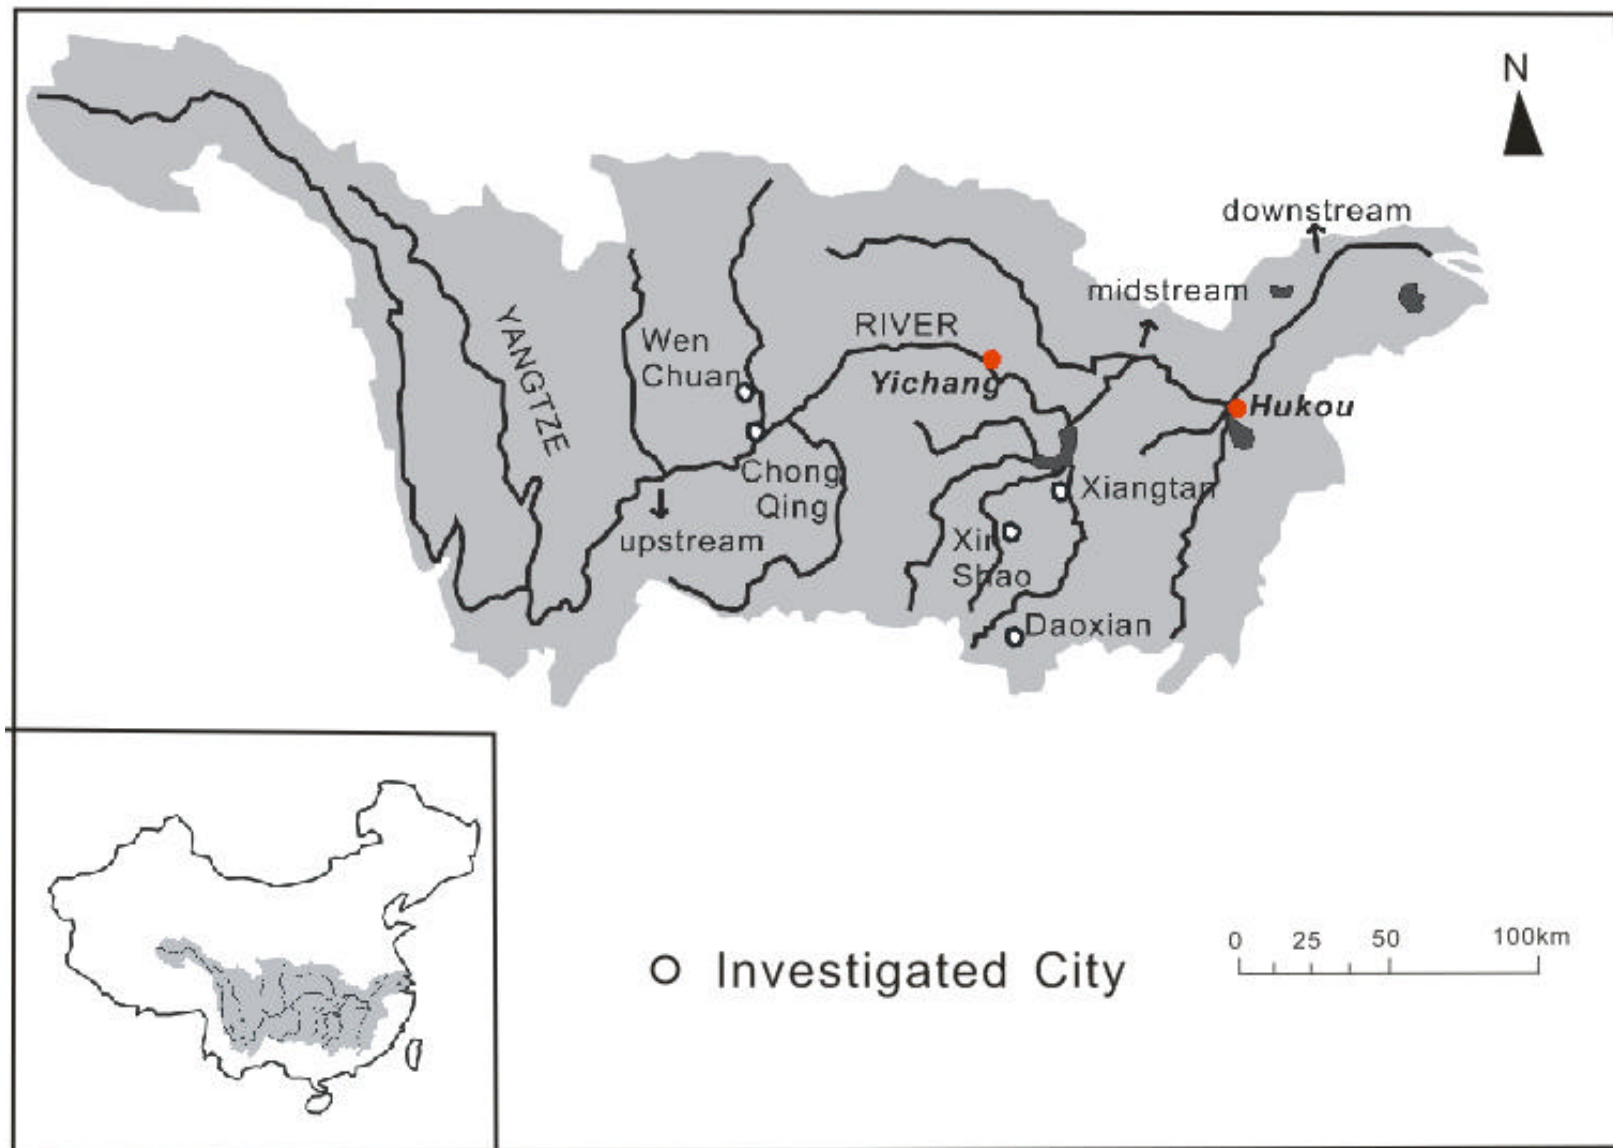 N
downstream
midstream
YANGTZE
RIVER
Wen
Chuan
Yichang
Hukou
Chong
Qing
Xiangtan
upstream
Xin
Shao
Daoxian
0 25 50 100km
Investigated City